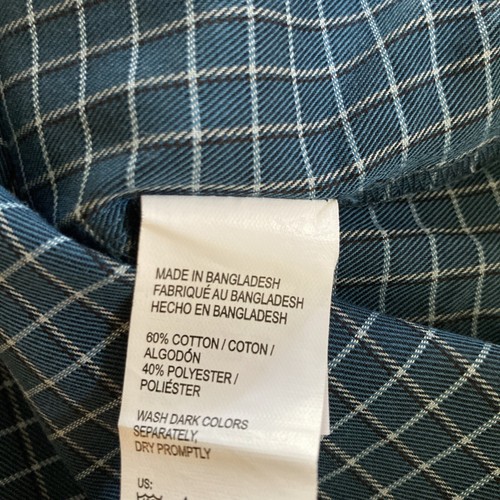 MADE IN BANGLADESH
FABRIQUÉ AU BANGLADESH
HECHO EN BANGLADESH
60% COTTON / COTON /
ALGODÓN
40% POLYESTER /
POLIÉSTER
WASH DARK COLORS
SEPARATELY,
DRY PROMPTLY
US: